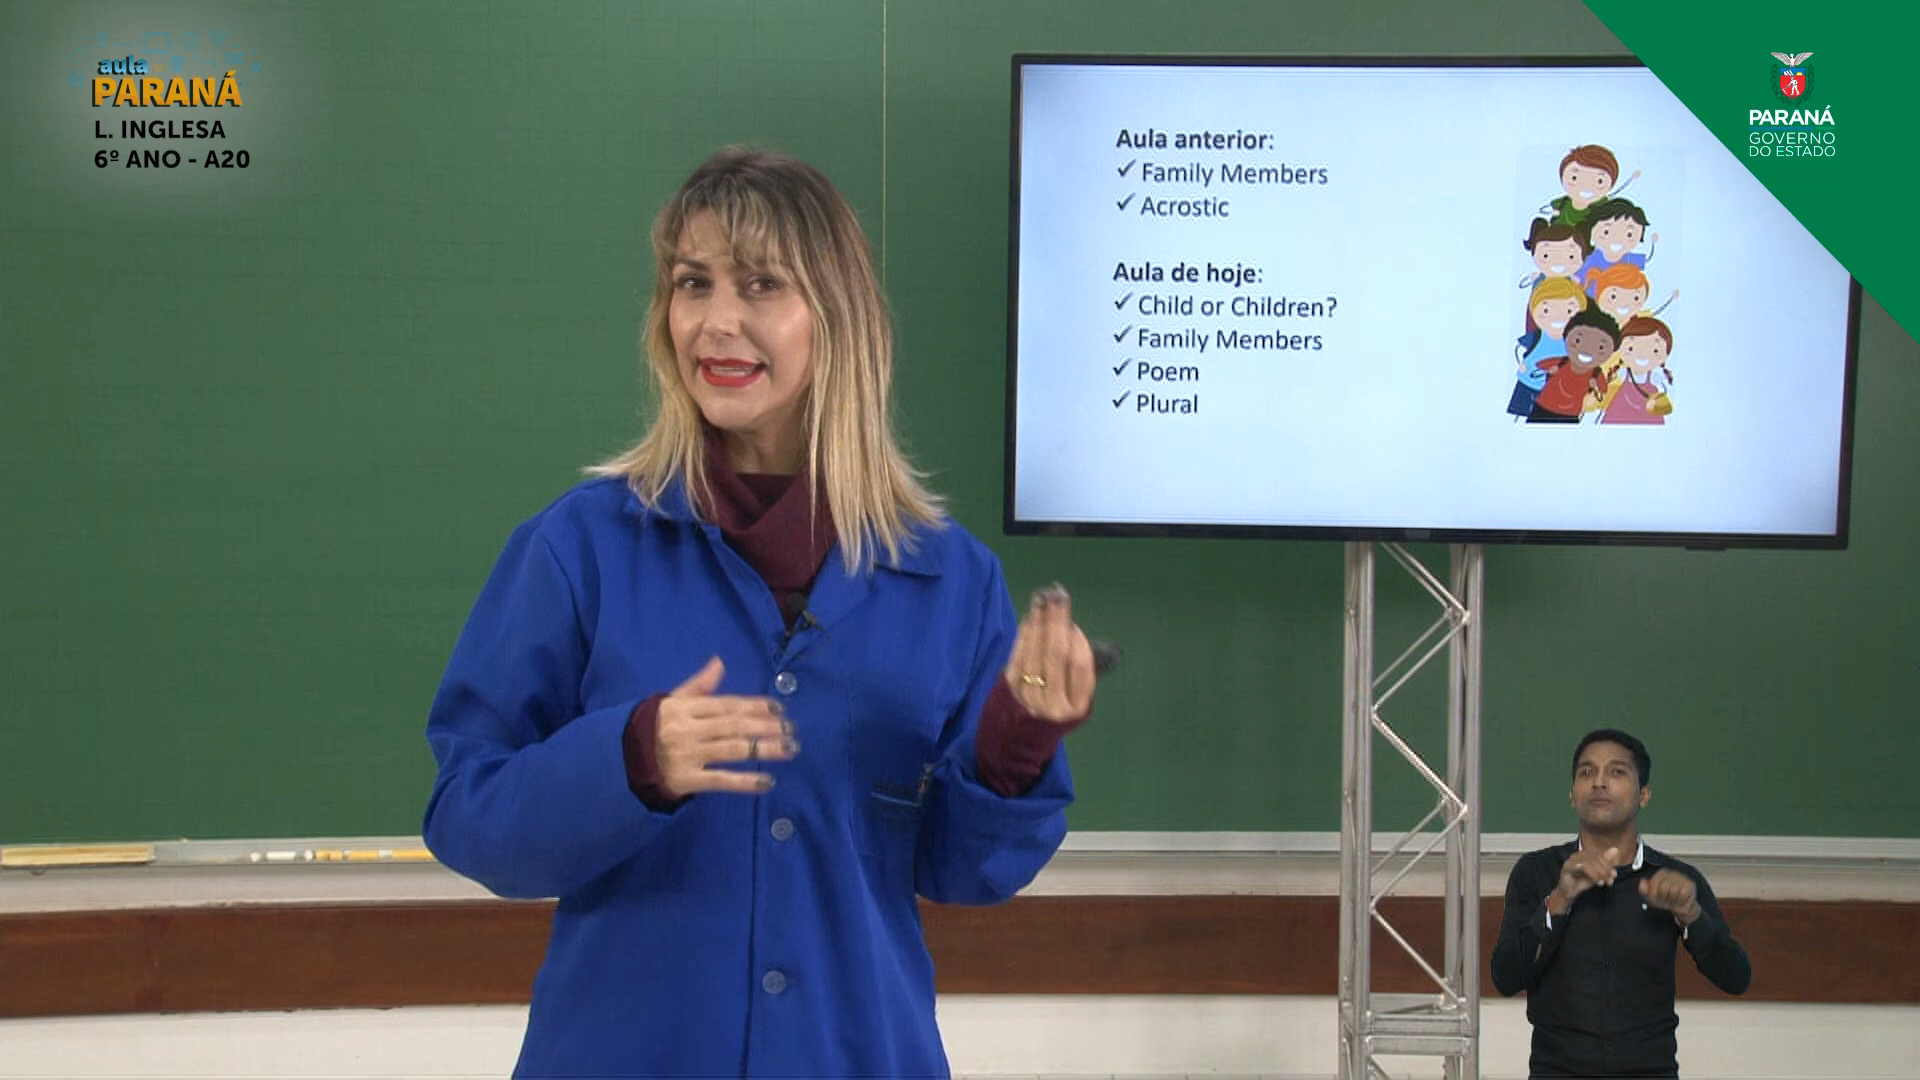 aula
PARANÁ
L. INGLESA
6º ANO - A20
Aula anterior:
✓ Family Members
✓ Acrostic
Aula de hoje:
✓ Child or Children?
✓ Family Members
✓ Poem
✓ Plural
PARANÁ
GOVERNO
DO ESTADO